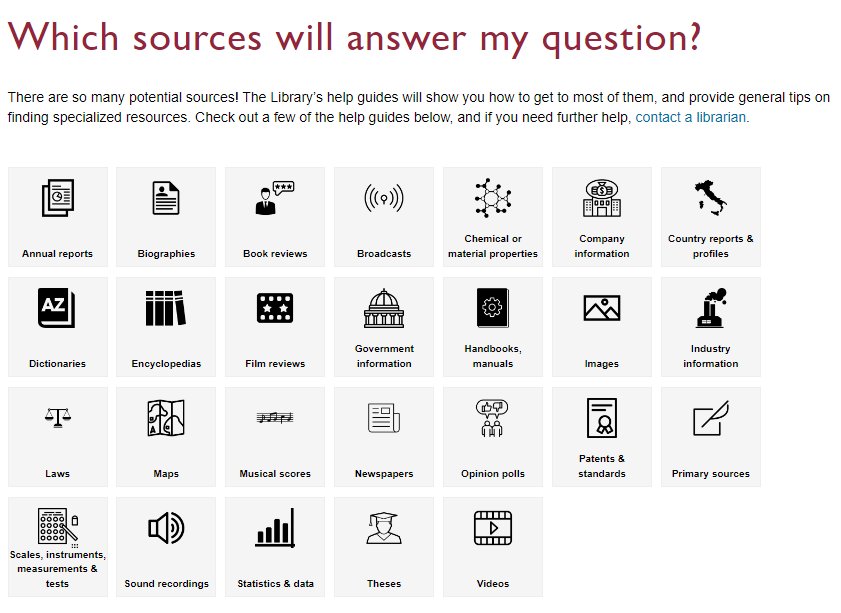 Which sources will answer my question?
There are so many potential sources! The Library's help guides will show you how to get to most of them, and provide general tips on
finding specialized resources. Check out a few of the help guides below, and if you need further help, contact a librarian.
Annual reports
Biographies
Book reviews
Broadcasts
Chemical or
material properties
Company
information
Country reports &
profiles
AZ
Dictionaries
Encyclopedias
Film reviews
Government
information
Handbooks,
manuals
Images
Industry
information
Laws
A
Maps
Musical scores
Newspapers
Opinion polls
Patents &
standards
Primary sources
Scales, instruments,
measurements &
tests
Sound recordings
Statistics & data
Theses
Videos